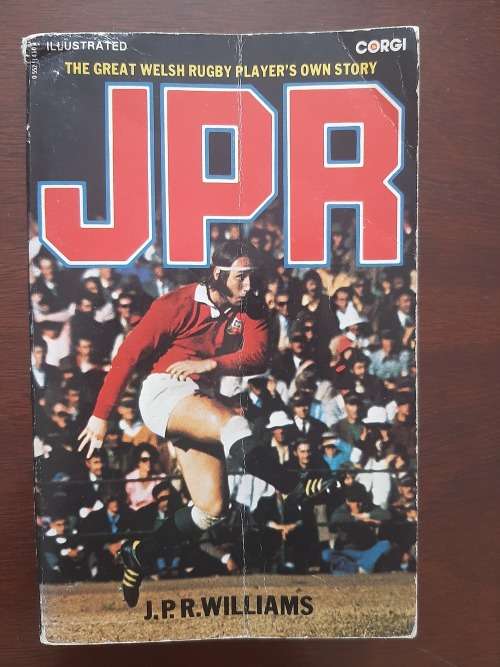 ILLUSTRATED
CORGI
THE GREAT WELSH RUGBY PLAYER'S OWN STORY
JPR
J.P.R.WILLIAMS